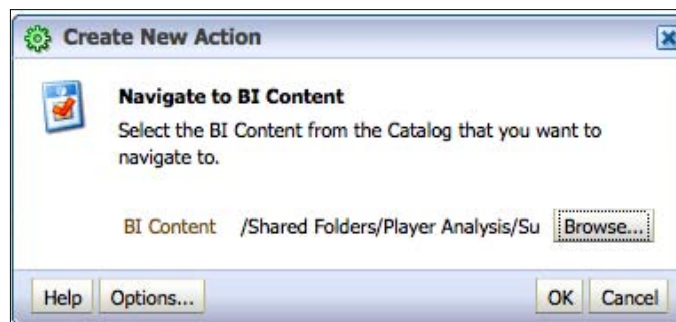 Create New Action
Navigate to BI Content
Select the BI Content from the Catalog that you want to
navigate to.
BI Content /Shared Folders/Player Analysis/Su Browse...
Help Options... OK Cancel